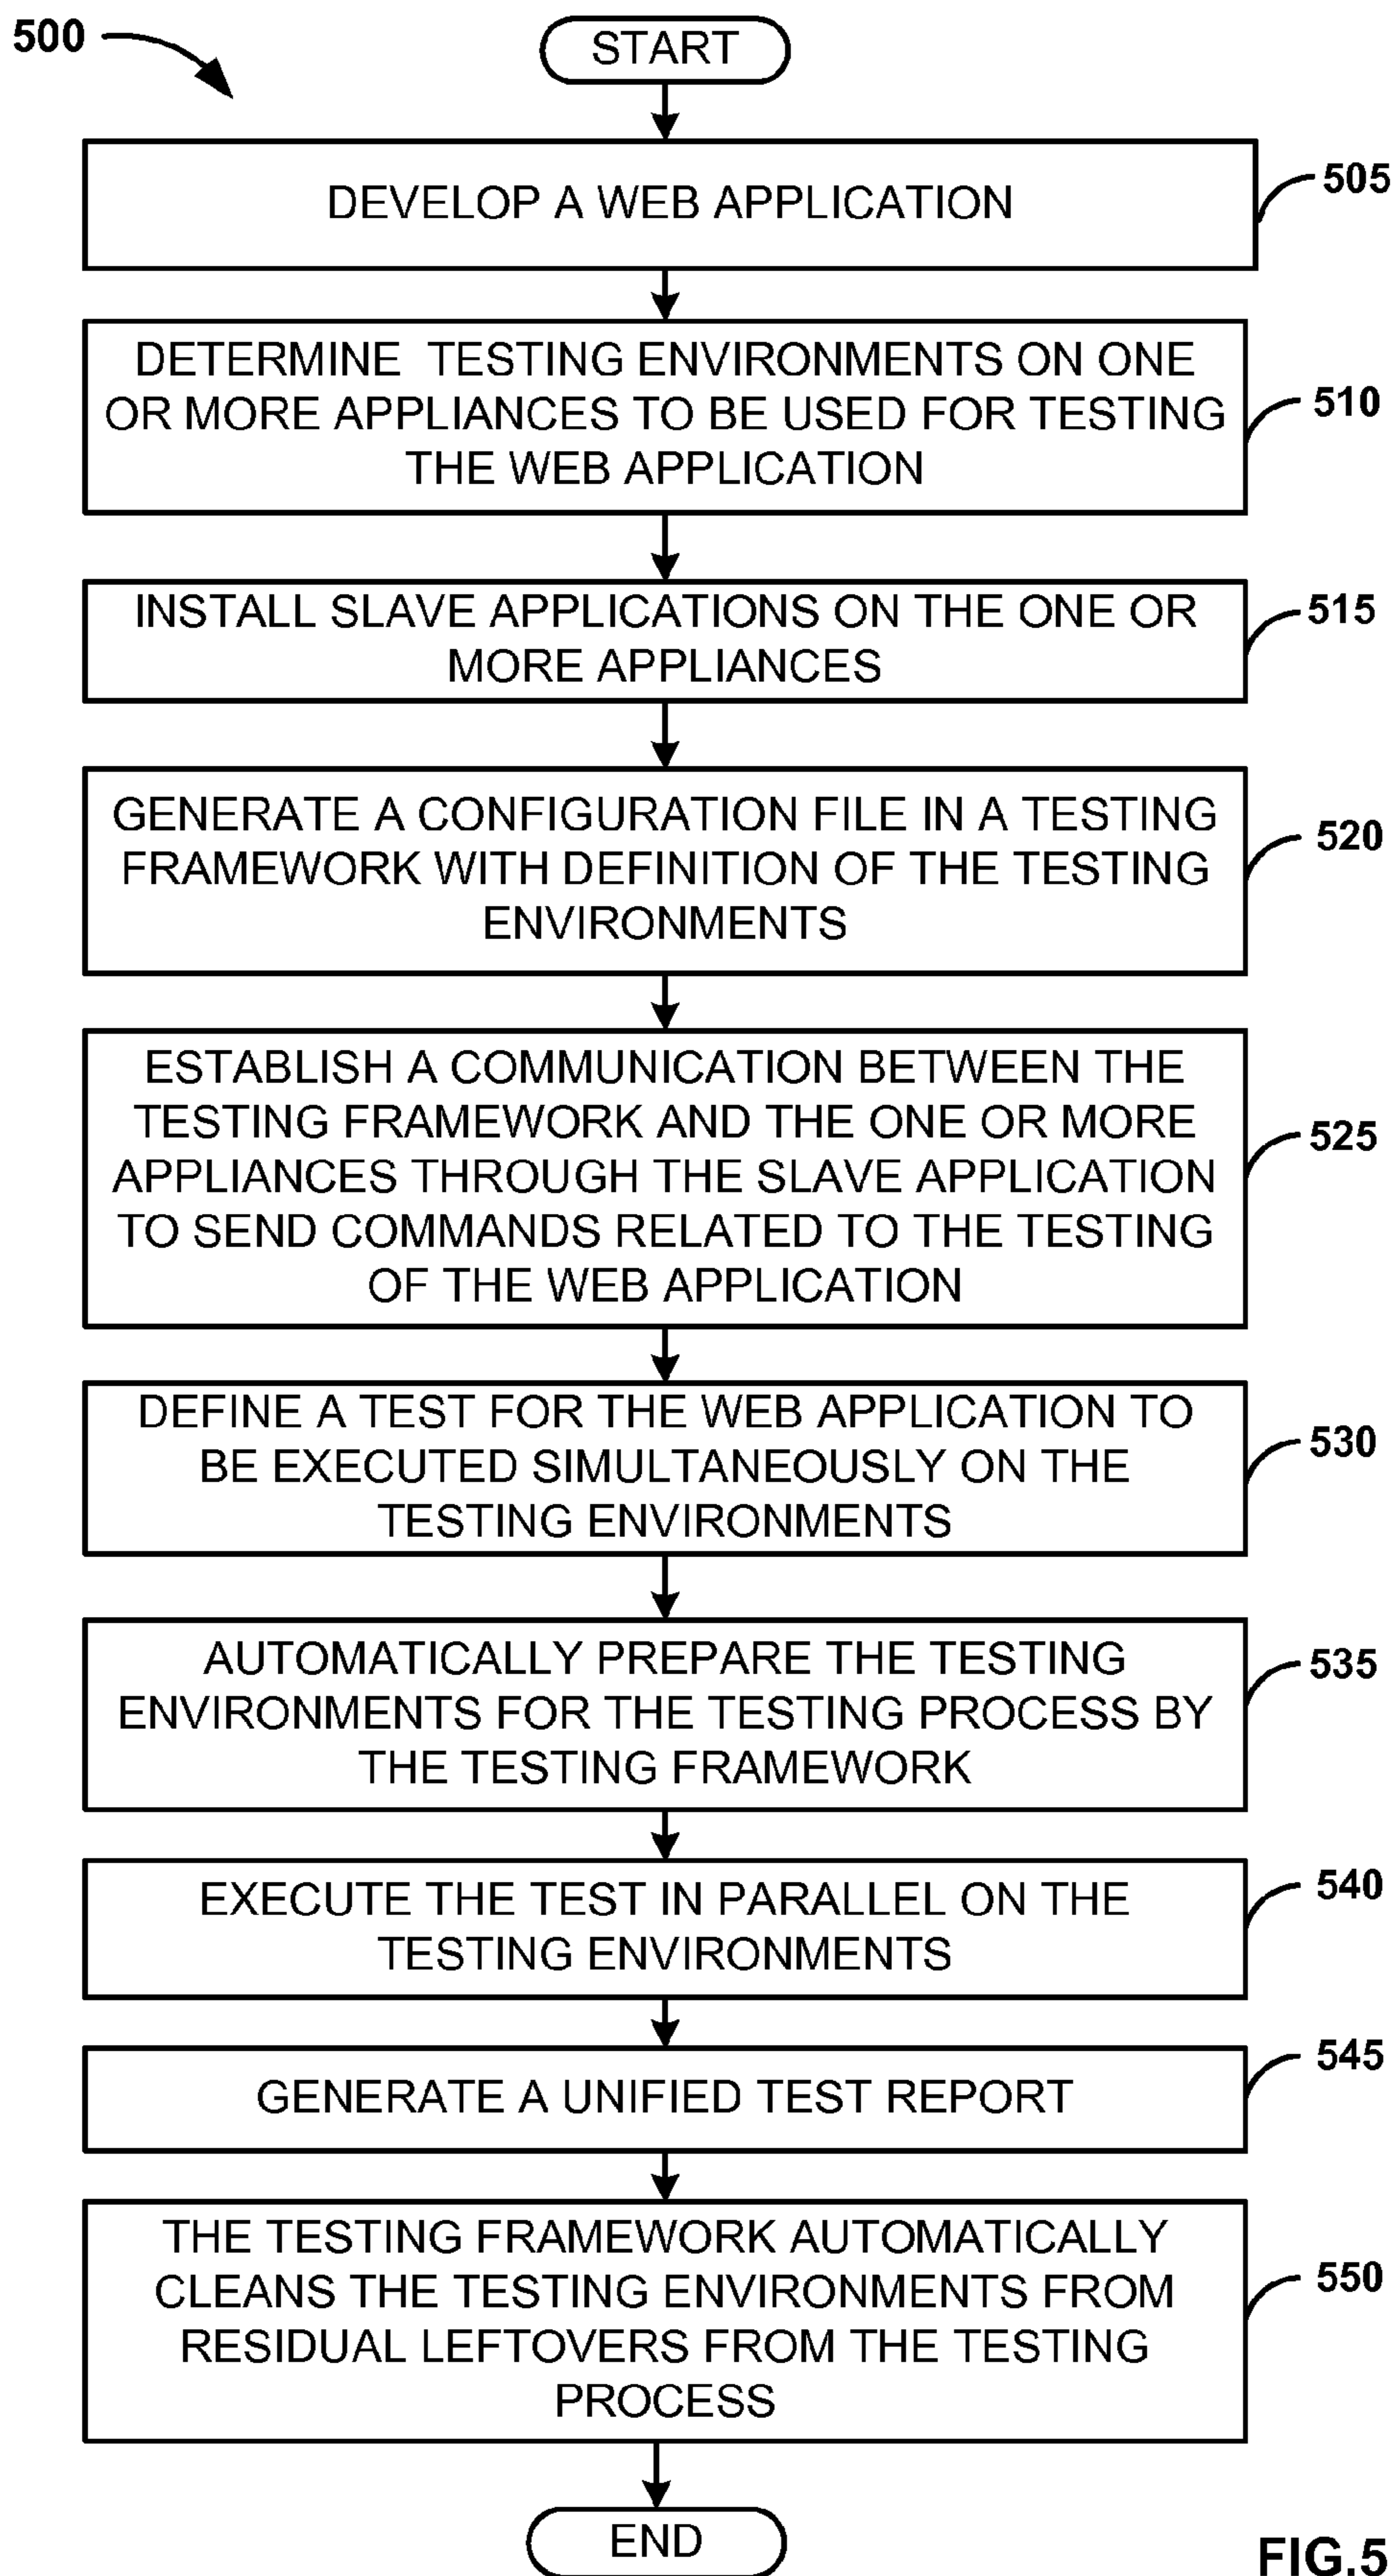 500
START
DEVELOP A WEB APPLICATION
505
DETERMINE TESTING ENVIRONMENTS ON ONE
OR MORE APPLIANCES TO BE USED FOR TESTING
THE WEB APPLICATION
510
INSTALL SLAVE APPLICATIONS ON THE ONE OR
MORE APPLIANCES
515
GENERATE A CONFIGURATION FILE IN A TESTING
FRAMEWORK WITH DEFINITION OF THE TESTING
ENVIRONMENTS
520
ESTABLISH A COMMUNICATION BETWEEN THE
TESTING FRAMEWORK AND THE ONE OR MORE
APPLIANCES THROUGH THE SLAVE APPLICATION
TO SEND COMMANDS RELATED TO THE TESTING
OF THE WEB APPLICATION
525
DEFINE A TEST FOR THE WEB APPLICATION TO
BE EXECUTED SIMULTANEOUSLY ON THE
TESTING ENVIRONMENTS
530
AUTOMATICALLY PREPARE THE TESTING
ENVIRONMENTS FOR THE TESTING PROCESS BY
THE TESTING FRAMEWORK
535
EXECUTE THE TEST IN PARALLEL ON THE
TESTING ENVIRONMENTS
540
GENERATE A UNIFIED TEST REPORT
545
THE TESTING FRAMEWORK AUTOMATICALLY
CLEANS THE TESTING ENVIRONMENTS FROM
RESIDUAL LEFTOVERS FROM THE TESTING
PROCESS
550
END
FIG.5